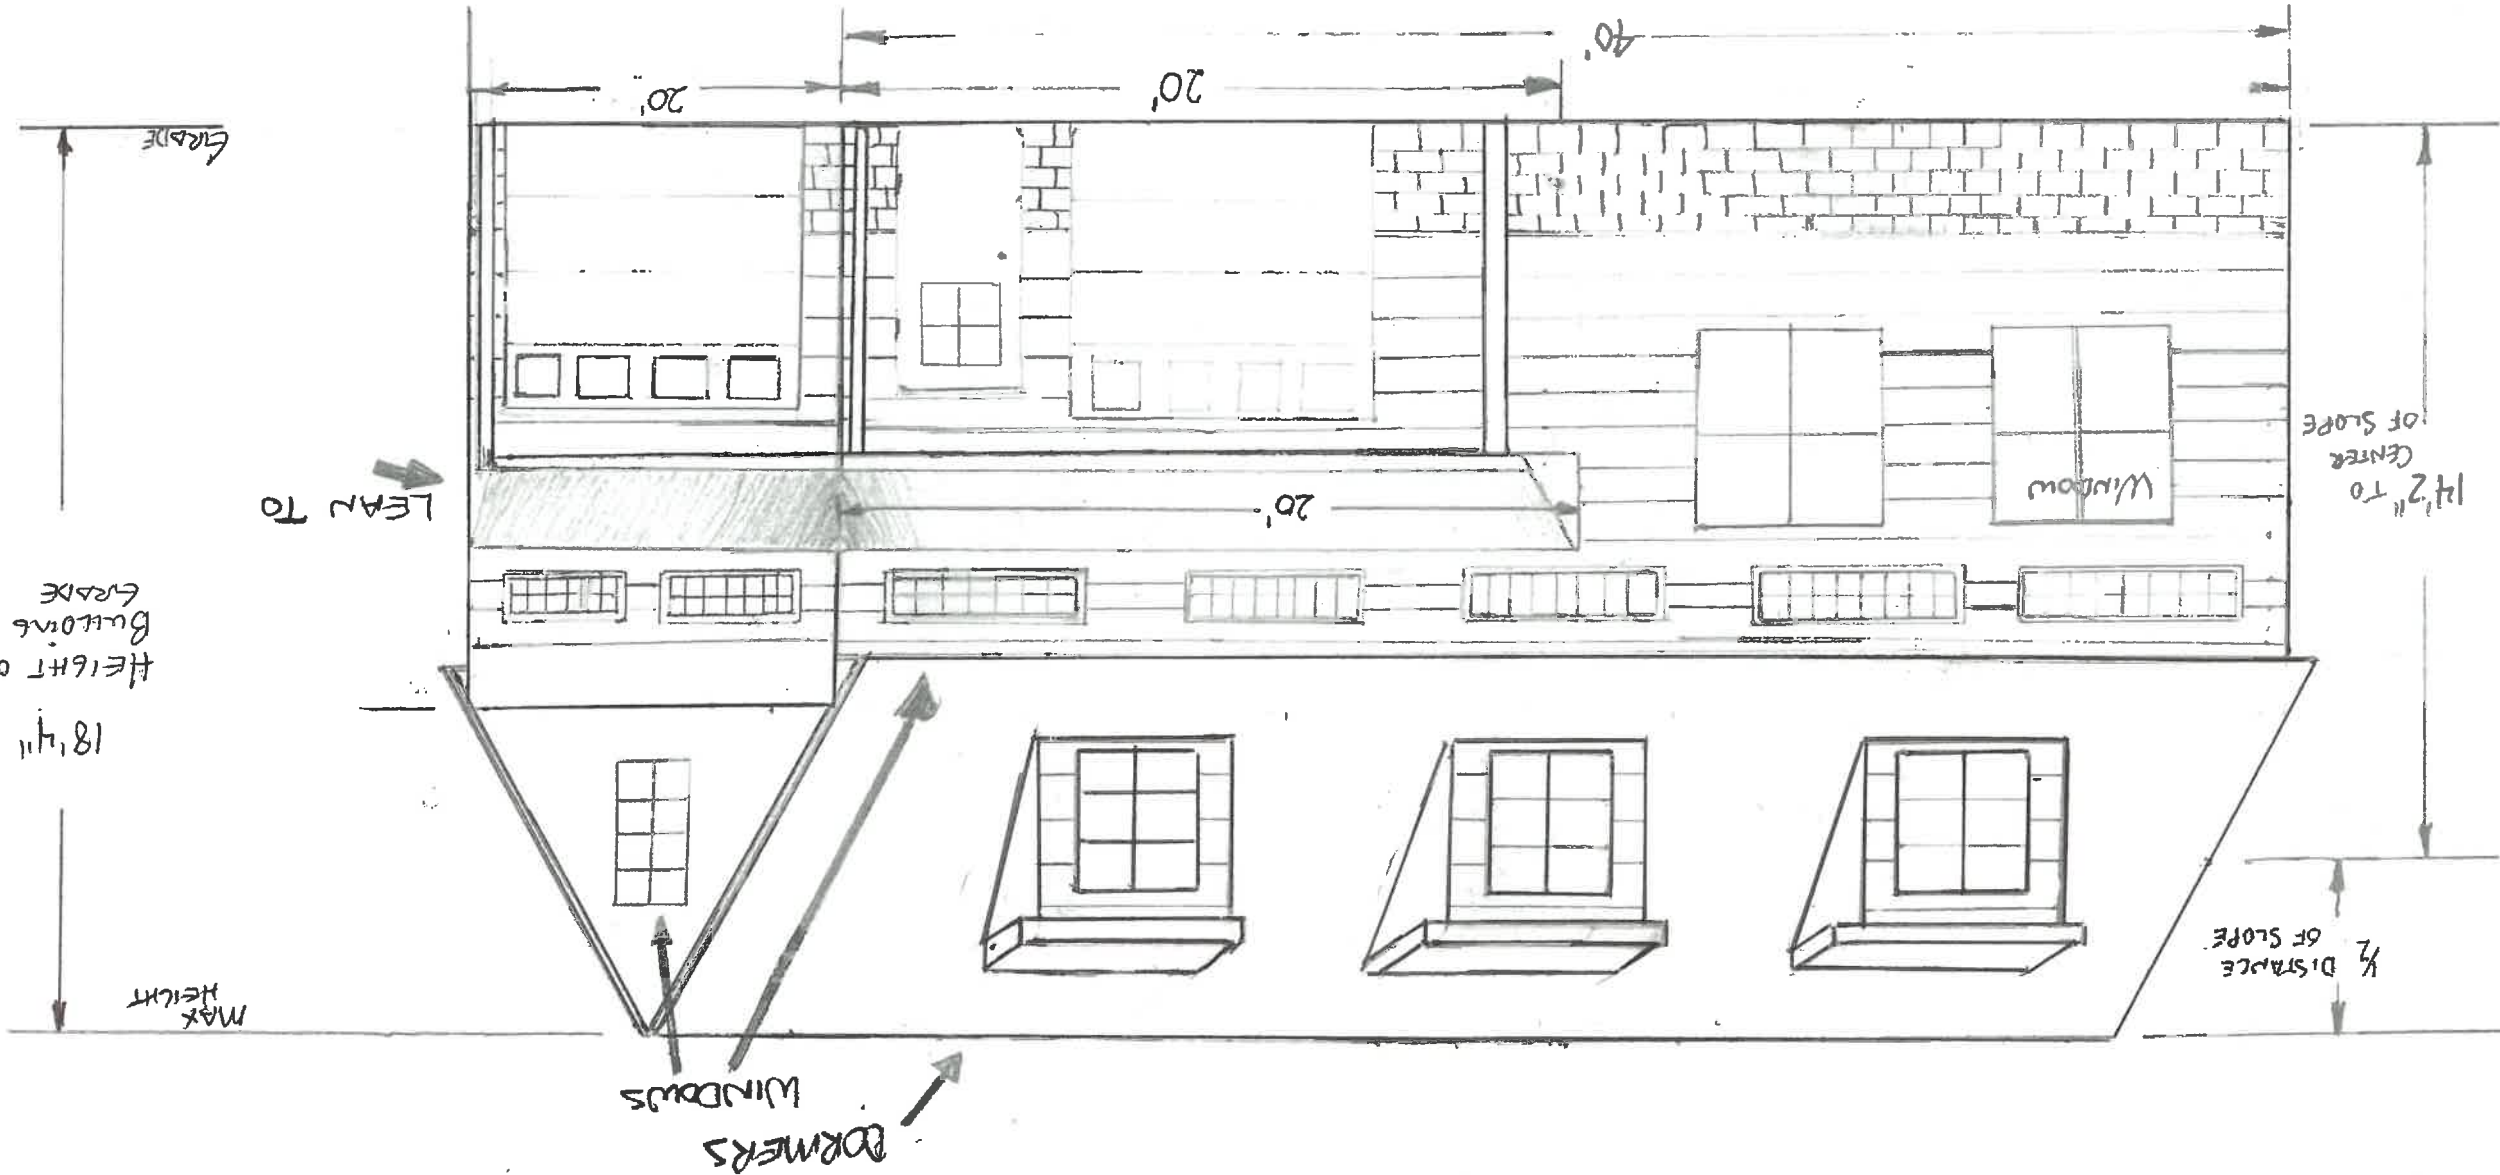 DORMERS
WINDOWS
MAX
HEIGHT
1/2 DISTANCE
OF SLOPE
18'4"
HEIGHT O
BUILDING
GRADE
14'2" TO
CENTER
OF SLOPE
WINDOW
20'
LEAN TO
GRADE
20'
20'
40'